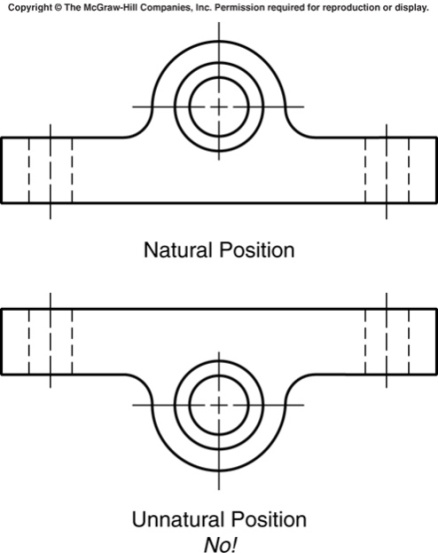 Copyright © The McGraw-Hill Companies, Inc. Permission required for reproduction or display.
Natural Position
Unnatural Position
No!